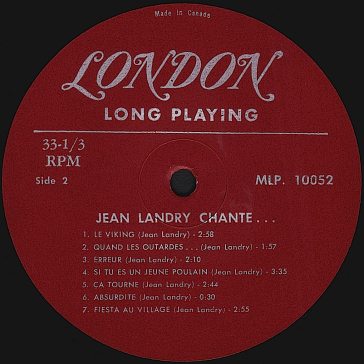 Made in Canada
LONDON
LONG PLAYING
33-1/3
RPM
Side 2
MLP. 10052
JEAN LANDRY CHANTE...
1. LE VIKING (Jean Landry) - 2:58
2. QUAND LES OUTARDES... (Jean Landry) - 1:57
3. ERREUR (Jean Landry) - 2:10
4. SI TU ES UN JEUNE POULAIN (Jean Landry) - 3:35
5. CA TOURNE (Jean Landry) - 2:44
6. ABSURDITE (Jean Landry) - 0:30
7. FIESTA AU VILLAGE (Jean Landry) - 2:55